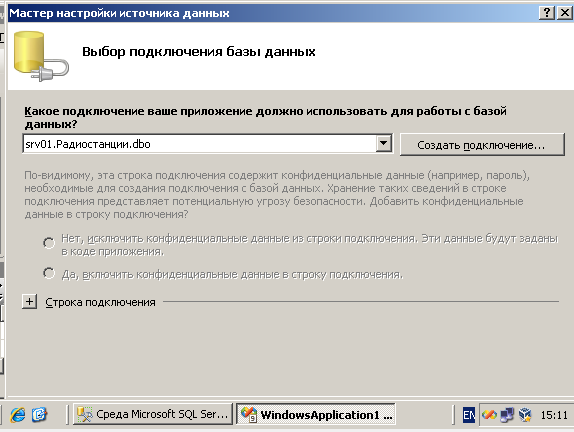 Мастер настройки источника данных
Выбор подключения базы данных
Какое подключение ваше приложение должно использовать для работы с базой
данных?
srv01.Радиостанции.dbo
Создать подключение...
По-видимому, эта строка подключения содержит конфиденциальные данные (например, пароль),
необходимые для создания подключения с базой данных. Хранение таких сведений в строке
подключения представляет потенциальную угрозу безопасности. Добавить конфиденциальные
данные в строку подключения?
Нет, исключить конфиденциальные данные из строки подключения. Эти данные будут заданы
в коде приложения.
Да, включить конфиденциальные данные в строку подключения.
Строка подключения
Среда Microsoft SQL Ser...
WindowsApplication1 ...
EN
15:11